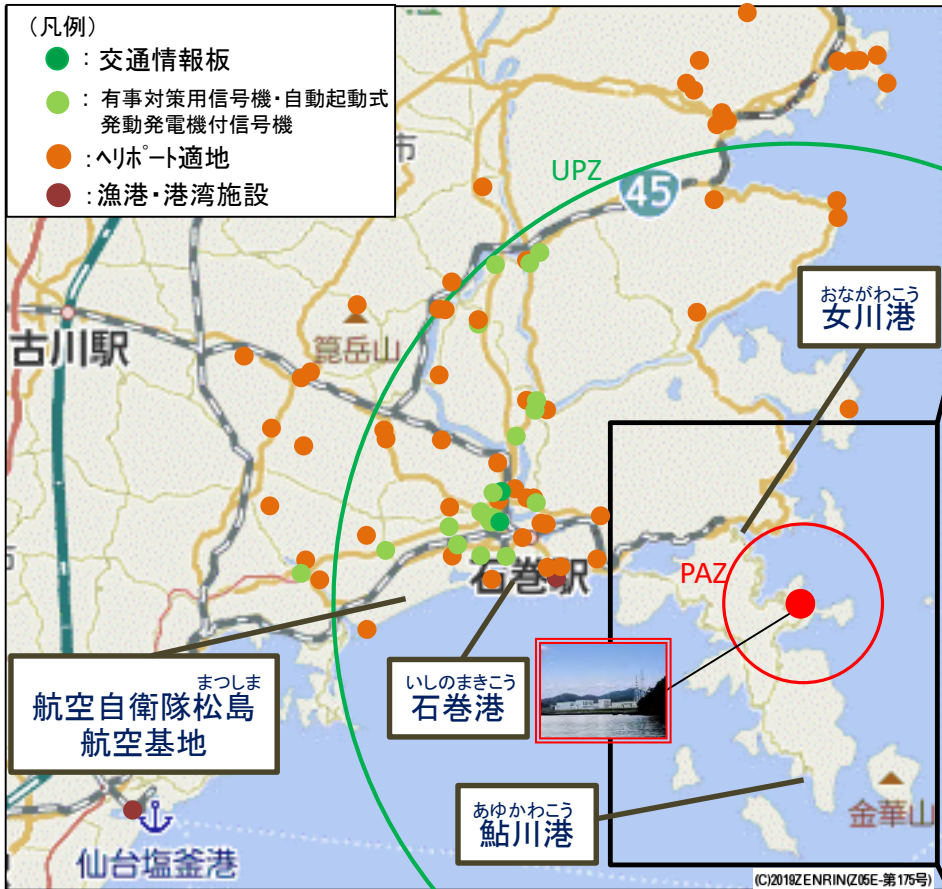 (凡例)
:交通情報板
:有事対策用信号機・自動起動式
発動発電機付信号機
:ヘリポート適地
:漁港・港湾施設
市
UPZ
45
おながわこう
女川港
古川駅
箟岳山
PAZ
石巻駅
まつしま
航空自衛隊松島
航空基地
いしのまきこう
石巻港
あゆかわこう
鮎川港
金華山
市
仙台塩釜港
(C)2019ZENRIN(Z05E-第175号)